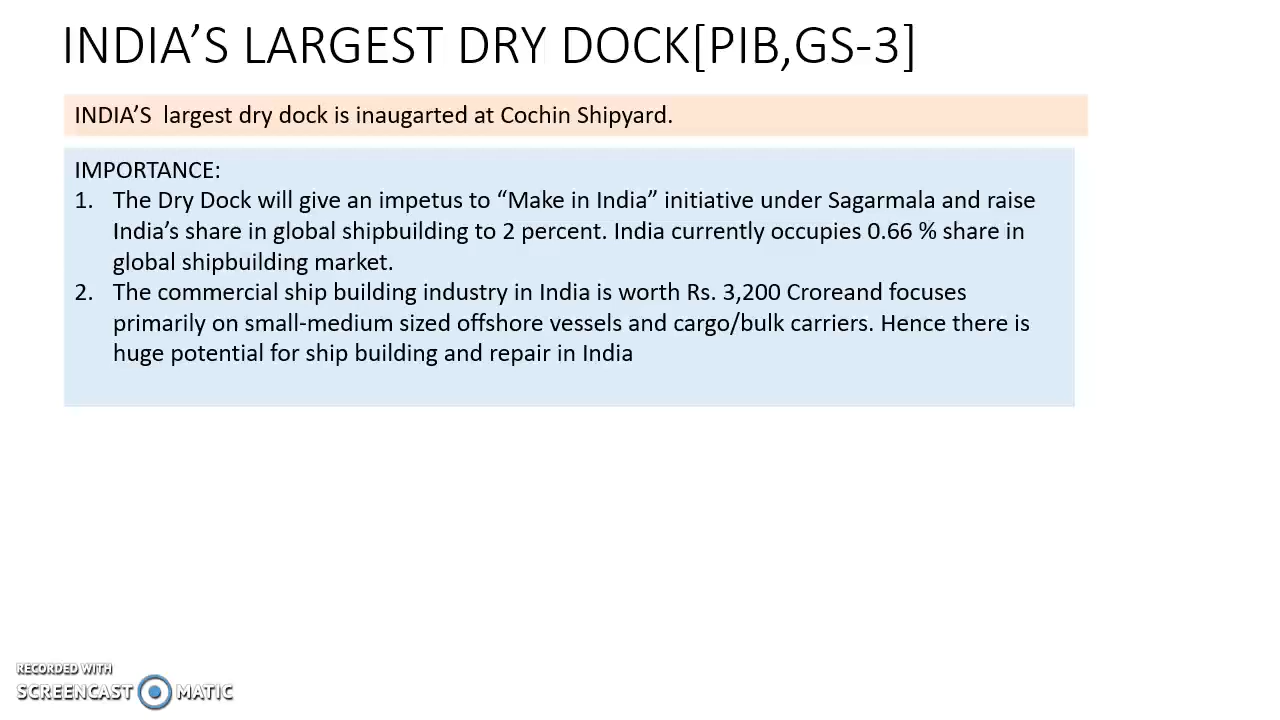 INDIA’S LARGEST DRY DOCK[PIB,GS-3]
INDIA’S largest dry dock is inaugarted at Cochin Shipyard.
IMPORTANCE:
1. The Dry Dock will give an impetus to “Make in India” initiative under Sagarmala and raise
India’s share in global shipbuilding to 2 percent. India currently occupies 0.66 % share in
global shipbuilding market.
2. The commercial ship building industry in India is worth Rs. 3,200 Croreand focuses
primarily on small-medium sized offshore vessels and cargo/bulk carriers. Hence there is
huge potential for ship building and repair in India
RECORDED WITH
SCREENCAST MATIC